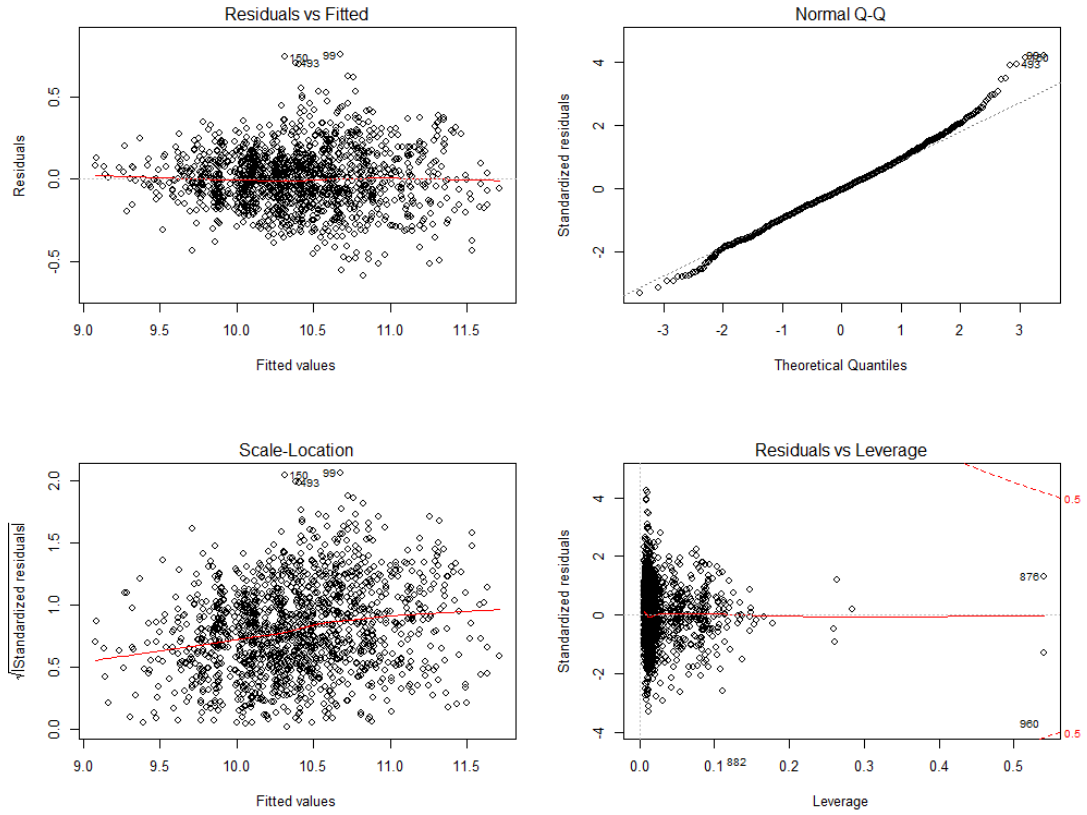 Residuals vs Fitted
Residuals
0.5
0.0
-0.5
150
493
99
9.0 9.5 10.0 10.5 11.0 11.5
Fitted values
Normal Q-Q
Standardized residuals
4
2
0
-2
493
-3 -2 -1 0 1 2 3
Theoretical Quantiles
Scale-Location
√|Standardized residuals|
2.0
1.5
1.0
0.5
0.0
150
493
99
9.0 9.5 10.0 10.5 11.0 11.5
Fitted values
Residuals vs Leverage
Standardized residuals
4
2
0
-2
-4
0.5
876
960
0.5
882
0.0 0.1 0.2 0.3 0.4 0.5
Leverage